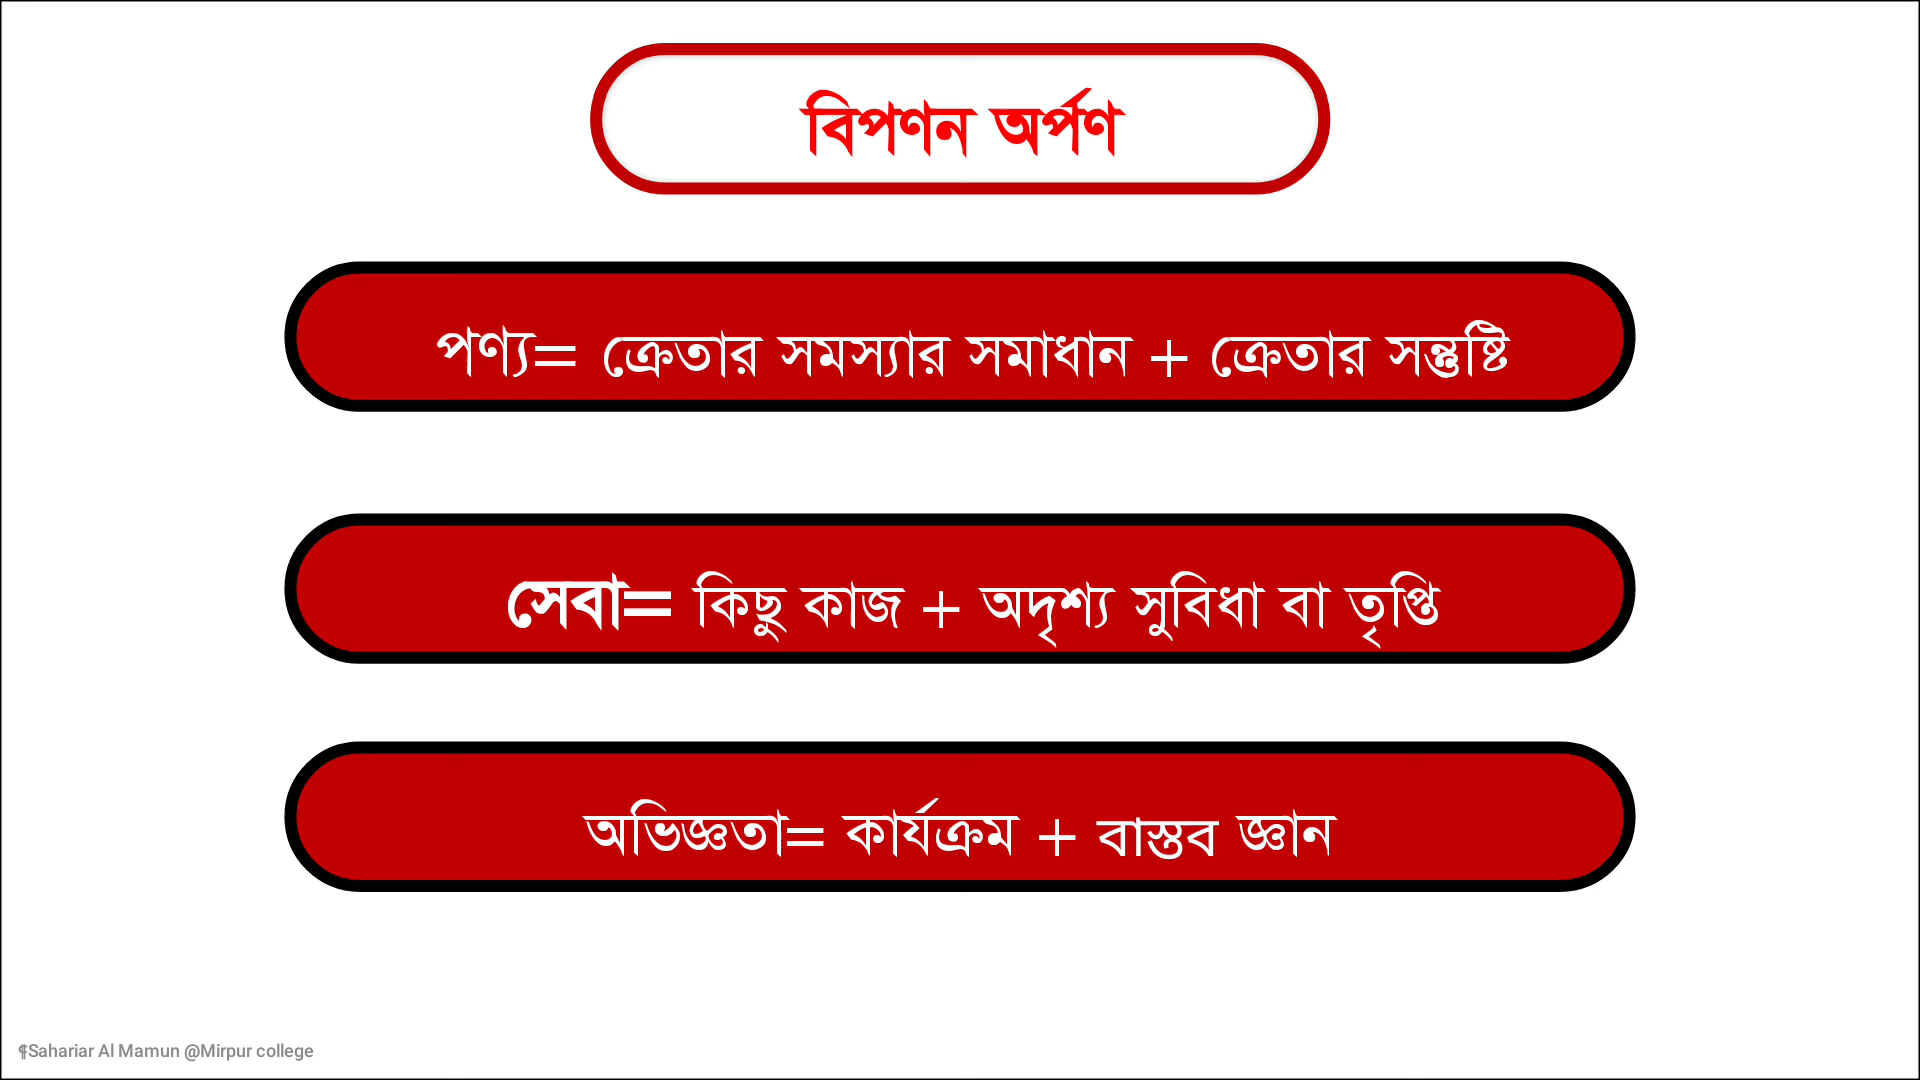 বিপণন অর্পণ
পণ্য= ক্রেতার সমস্যার সমাধান + ক্রেতার সন্তুষ্টি
সেবা= কিছু কাজ + অদৃশ্য সুবিধা বা তৃপ্তি
অভিজ্ঞতা= কার্যক্রম + বাস্তব জ্ঞান
Sahariar Al Mamun @Mirpur college